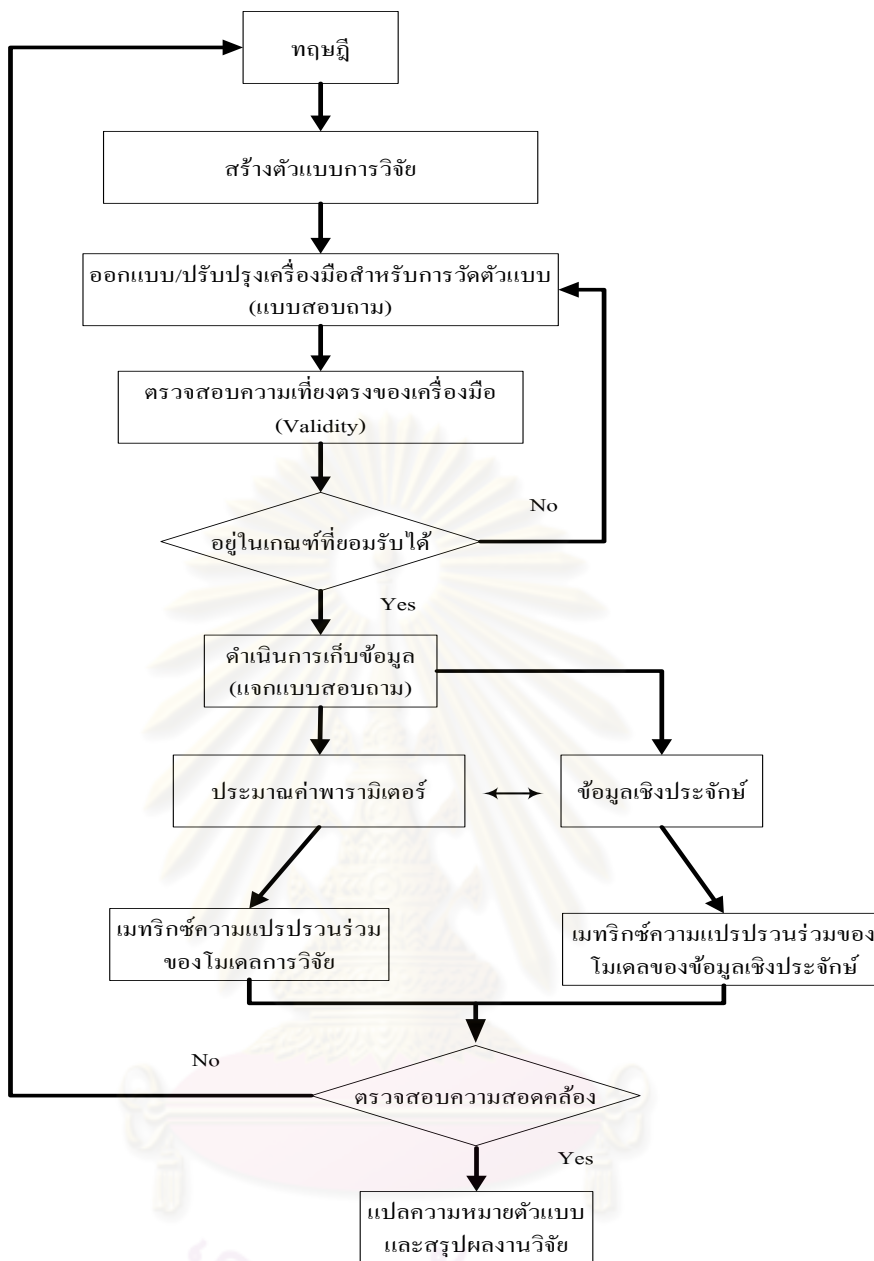 ทฤษฎี
สร้างตัวแบบการวิจัย
ออกแบบ/ปรับปรุงเครื่องมือสำหรับการวัดตัวแบบ
(แบบสอบถาม)
ตรวจสอบความเที่ยงตรงของเครื่องมือ
(Validity)
No
อยู่ในเกณฑ์ที่ยอมรับได้
Yes
ดำเนินการเก็บข้อมูล
(แจกแบบสอบถาม)
ประมาณค่าพารามิเตอร์
ข้อมูลเชิงประจักษ์
เมทริกซ์ความแปรปรวนร่วม
ของโมเดลการวิจัย
เมทริกซ์ความแปรปรวนร่วมของ
โมเดลของข้อมูลเชิงประจักษ์
No
ตรวจสอบความสอดคล้อง
Yes
แปลความหมายตัวแบบ
และสรุปผลงานวิจัย